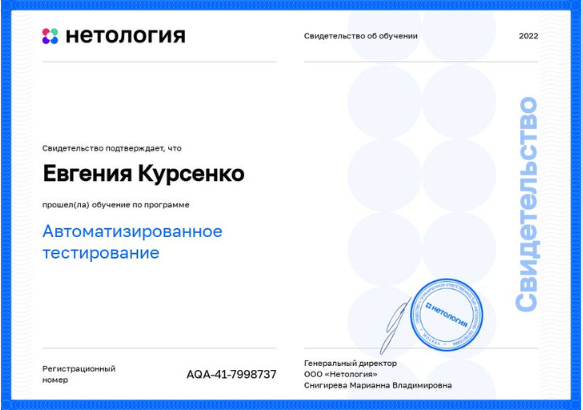 нетология
Свидетельство об обучении
2022
Свидетельство подтверждает, что
Евгения Курсенко
прошел(ла) обучение по программе
Автоматизированное
тестирование
Свидетельство
нетология
Регистрационный
номер
AQA-41-7998737
Генеральный директор
ООО «Нетология»
Снигирева Марианна Владимировна